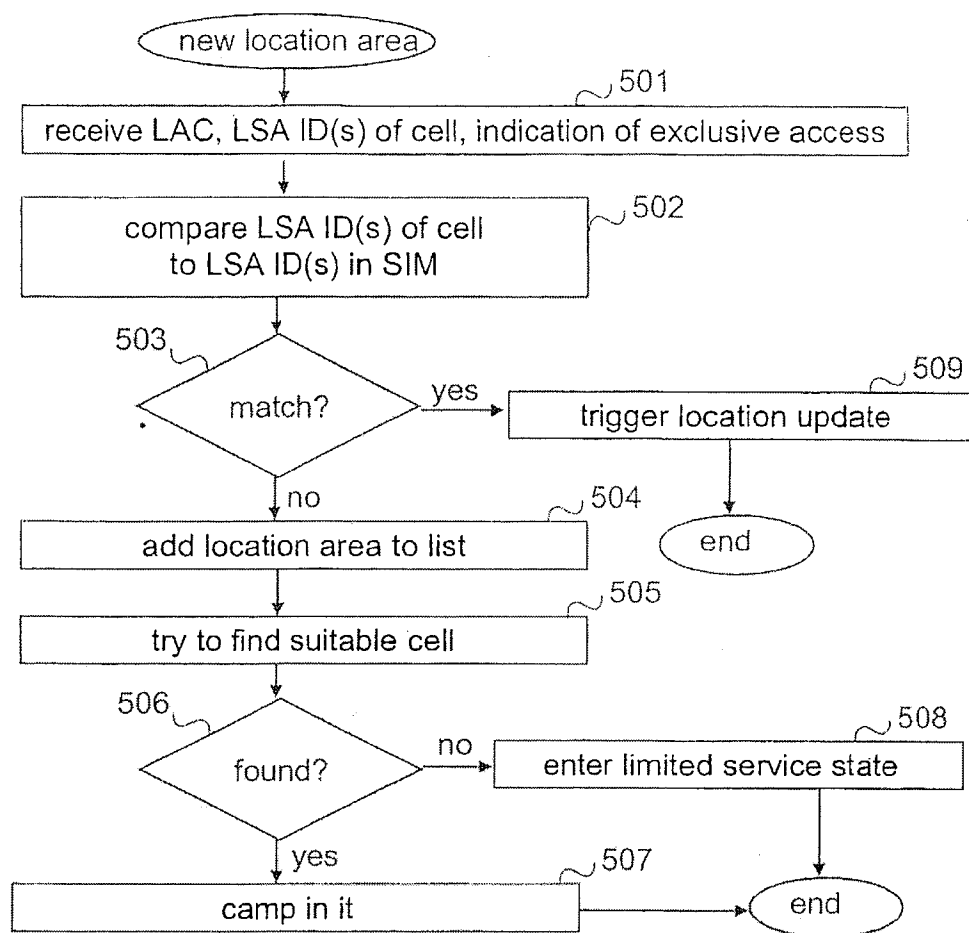 new location area
501
receive LAC, LSA ID(s) of cell, indication of exclusive access
502
compare LSA ID(s) of cell
to LSA ID(s) in SIM
503
match?
yes
509
trigger location update
no
504
add location area to list
end
505
try to find suitable cell
506
found?
no
508
enter limited service state
yes
507
camp in it
end